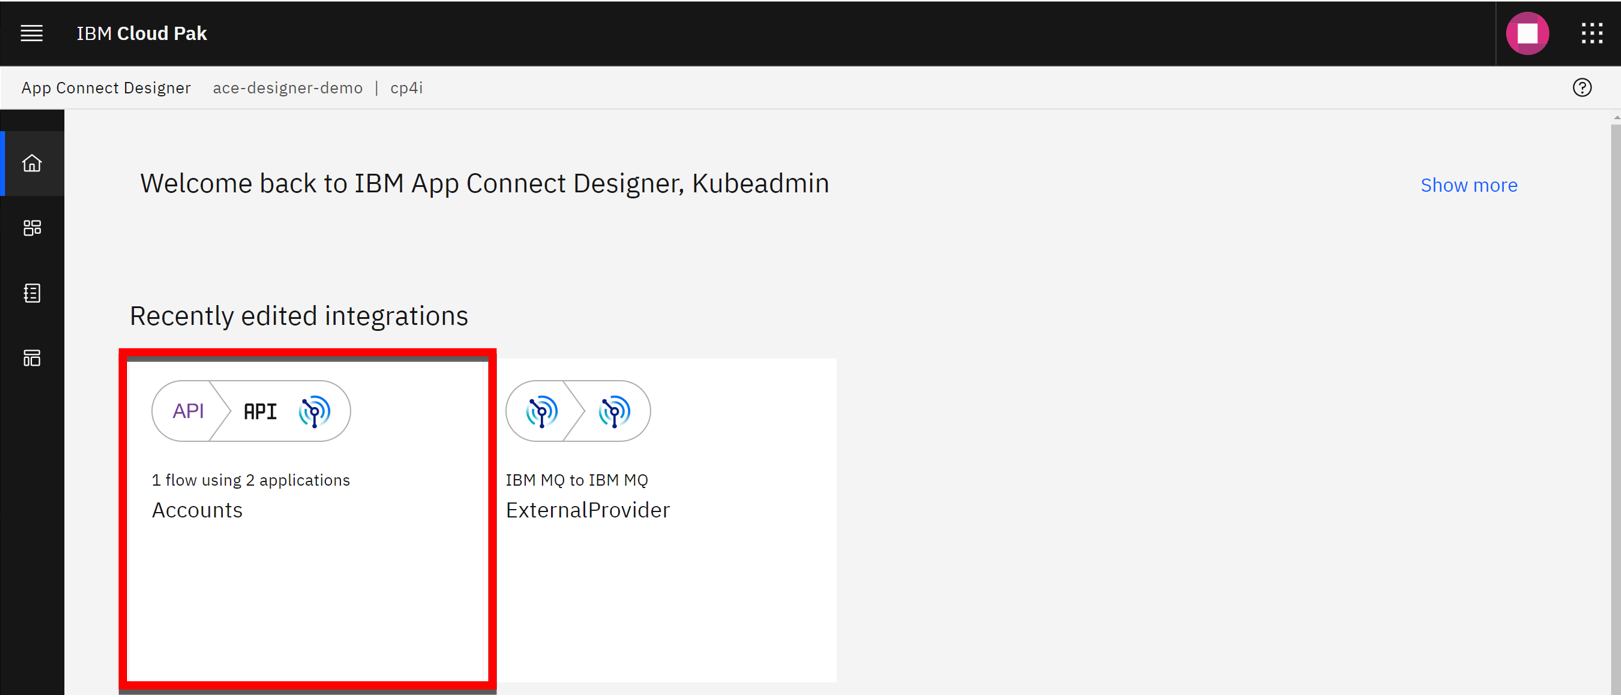 IBM Cloud Pak
App Connect Designer ace-designer-demo | cp4i
Welcome back to IBM App Connect Designer, Kubeadmin
Show more
Recently edited integrations
API API
1 flow using 2 applications
Accounts
IBM MQ to IBM MQ
ExternalProvider